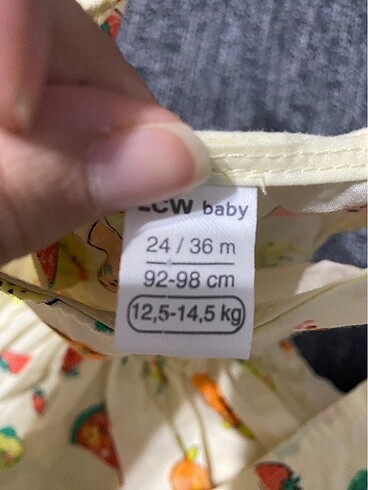 LCW baby
24 / 36 m
92-98 cm
12,5-14,5 kg